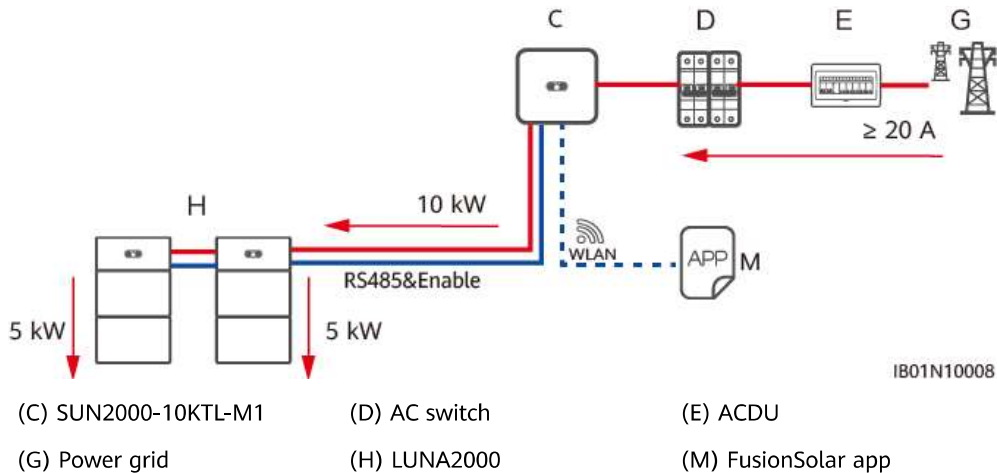 C D E G
≥ 20 A
H 10 kW
WLAN APP M
RS485&Enable
5 kW 5 kW
IB01N10008
(C) SUN2000-10KTL-M1 (D) AC switch (E) ACDU
(G) Power grid (H) LUNA2000 (M) FusionSolar app